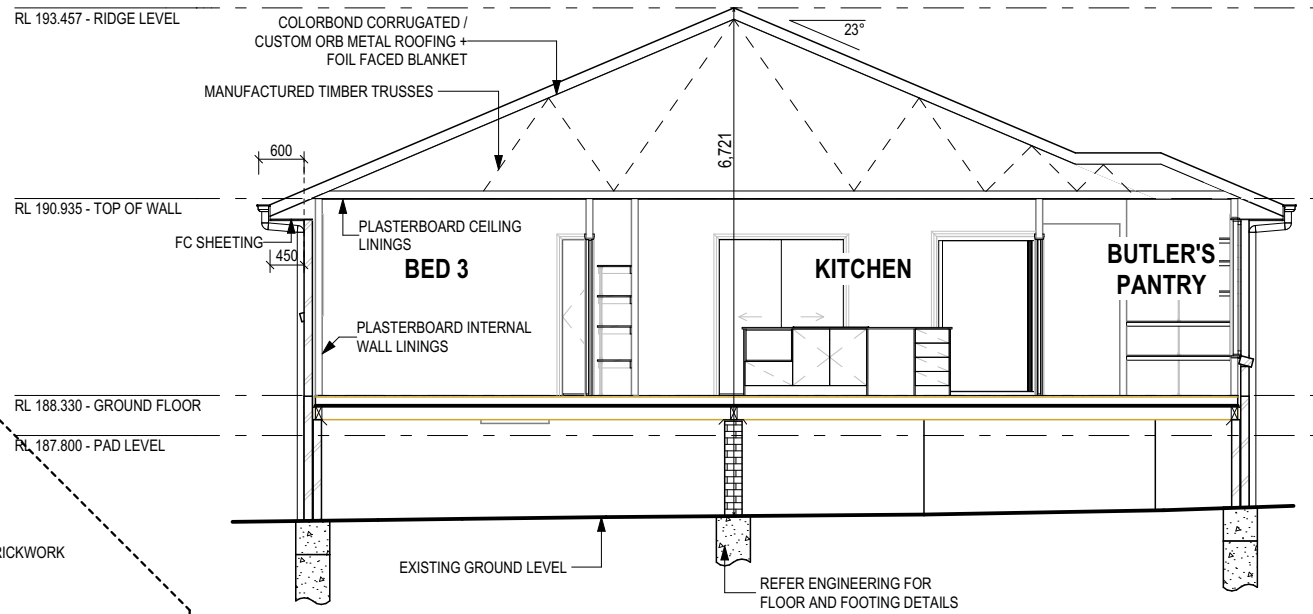 RL 193.457 - RIDGE LEVEL
COLORBOND CORRUGATED /
CUSTOM ORB METAL ROOFING +
FOIL FACED BLANKET
23°
MANUFACTURED TIMBER TRUSSES
6,721
600
RL 190.935 - TOP OF WALL
FC SHEETING
450
PLASTERBOARD CEILING
LININGS
BED 3
KITCHEN
BUTLER'S
PANTRY
PLASTERBOARD INTERNAL
WALL LININGS
RL 188.330 - GROUND FLOOR
RL 187.800 - PAD LEVEL
RICKWORK
EXISTING GROUND LEVEL
REFER ENGINEERING FOR
FLOOR AND FOOTING DETAILS